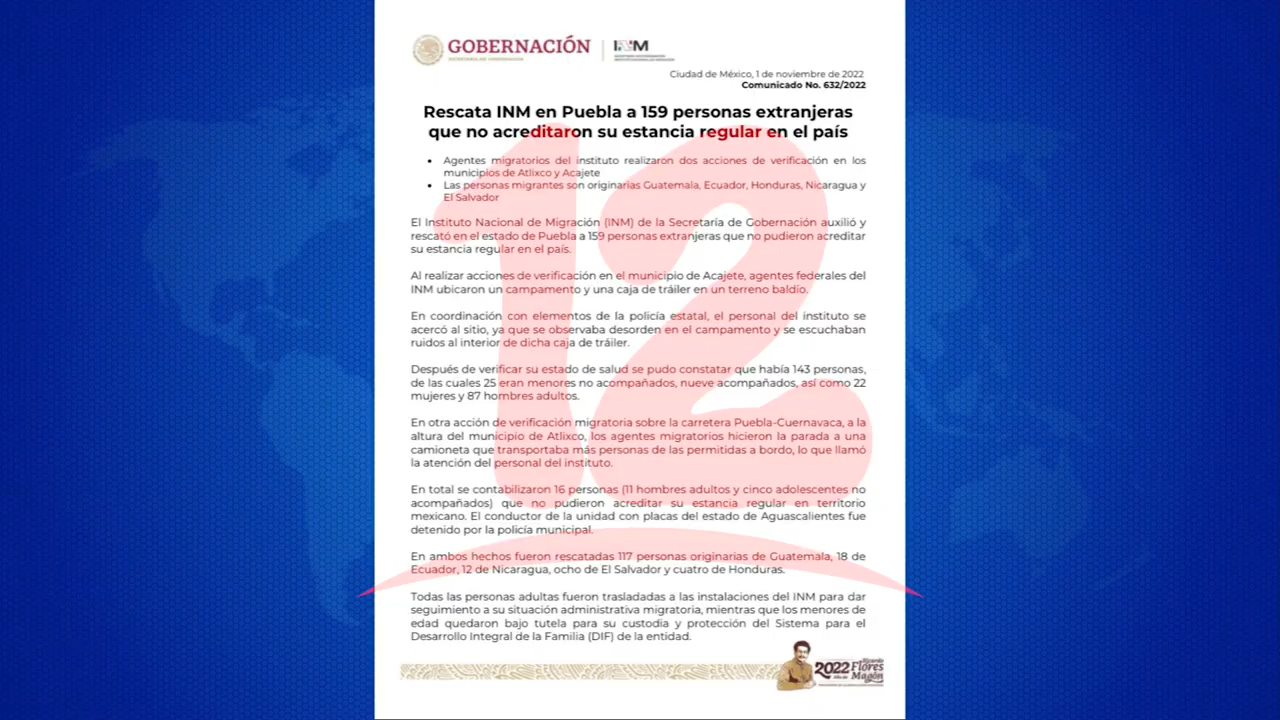 GOBERNACIÓN
SECRETARÍA DE GOBERNACIÓN
INM
Ciudad de México, 1 de noviembre de 2022
Comunicado No. 632/2022
Rescata INM en Puebla a 159 personas extranjeras
que no acreditaron su estancia regular en el país
• Agentes migratorios del instituto realizaron dos acciones de verificación en los
municipios de Atlixco y Acajete
• Las personas migrantes son originarias Guatemala, Ecuador, Honduras, Nicaragua y
El Salvador
El Instituto Nacional de Migración (INM) de la Secretaría de Gobernación auxilió y
rescató en el estado de Puebla a 159 personas extranjeras que no pudieron acreditar
su estancia regular en el país.
Al realizar acciones de verificación en el municipio de Acajete, agentes federales del
INM ubicaron un campamento y una caja de tráiler en un terreno baldío.
En coordinación con elementos de la policía estatal, el personal del instituto se
acercó al sitio, ya que se observaba desorden en el campamento y se escuchaban
ruidos al interior de dicha caja de tráiler.
Después de verificar su estado de salud se pudo constatar que había 143 personas,
de las cuales 25 eran menores no acompañados, nueve acompañados, así como 22
mujeres y 87 hombres adultos.
En otra acción de verificación migratoria sobre la carretera Puebla-Cuernavaca, a la
altura del municipio de Atlixco, los agentes migratorios hicieron la parada a una
camioneta que transportaba más personas de las permitidas a bordo, lo que llamó
la atención del personal del instituto.
En total se contabilizaron 16 personas (11 hombres adultos y cinco adolescentes no
acompañados) que no pudieron acreditar su estancia regular en territorio
mexicano. El conductor de la unidad con placas del estado de Aguascalientes fue
detenido por la policía municipal.
En ambos hechos fueron rescatadas 117 personas originarias de Guatemala, 18 de
Ecuador, 12 de Nicaragua, ocho de El Salvador y cuatro de Honduras.
Todas las personas adultas fueron trasladadas a las instalaciones del INM para dar
seguimiento a su situación administrativa migratoria, mientras que los menores de
edad quedaron bajo tutela para su custodia y protección del Sistema para el
Desarrollo Integral de la Familia (DIF) de la entidad.
12
2022 Ricardo
Año de Flores
Magón